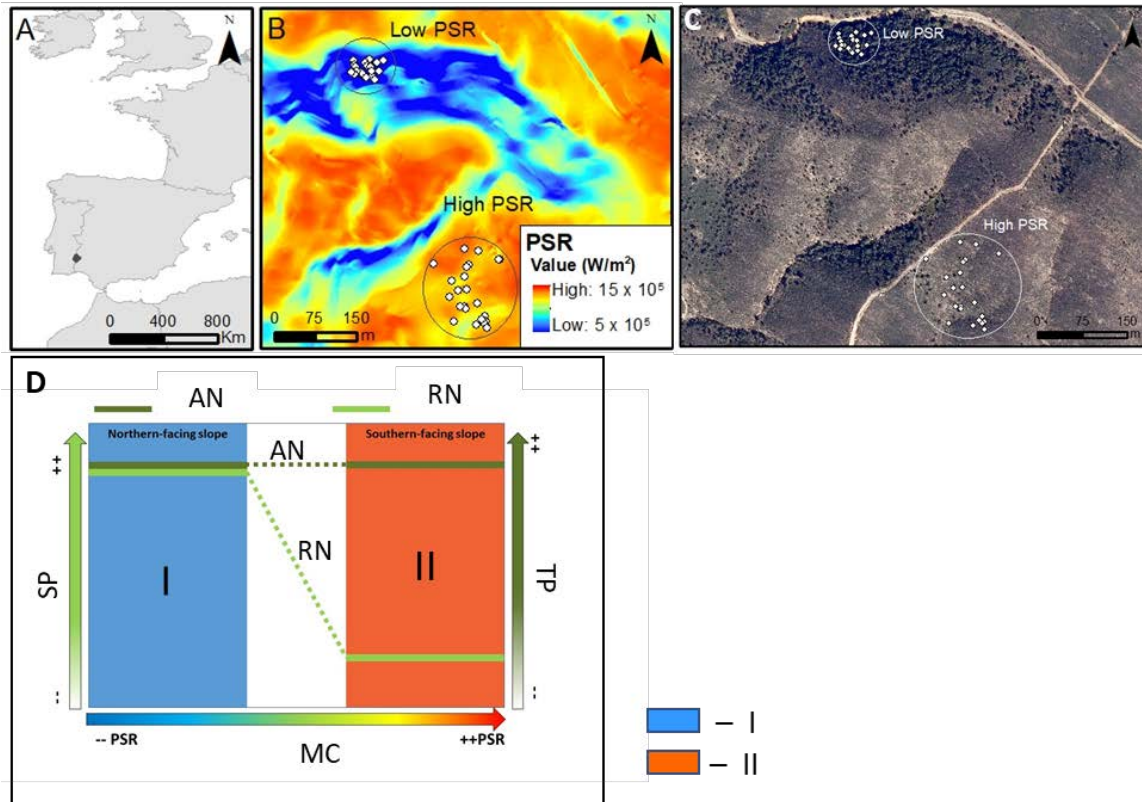 A
N
0 400 800
Km
B
Low PSR
N
High PSR
PSR
Value (W/m²)
High: 15 x 10⁵
Low: 5 x 10⁵
0 75 150
m
C
Low PSR
High PSR
0 75 150
m
D
AN
RN
Northern-facing slope
Southern-facing slope
AN
++
++
RN
I
II
SP
TP
--
--
-- PSR
++PSR
MC
– I
– II